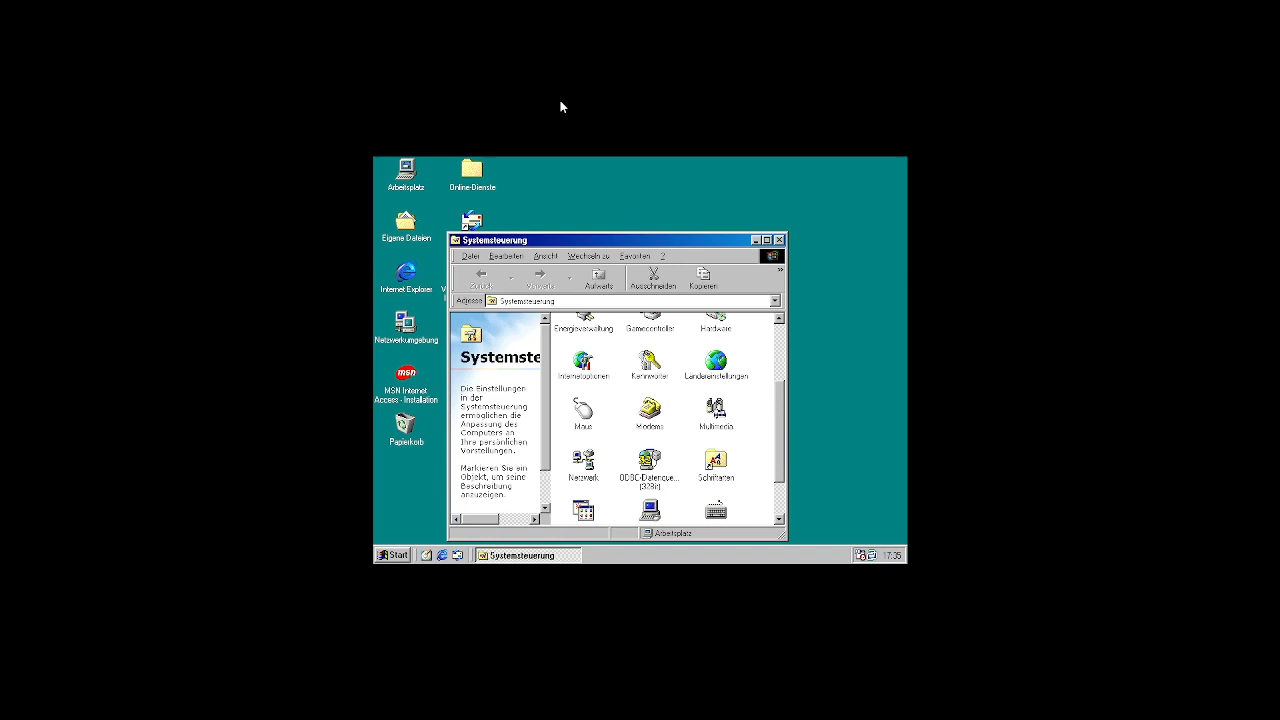 Arbeitsplatz
Online-Dienste
Eigene Dateien
Internet Explorer
Netzwerkumgebung
msn
MSN Internet
Access - Installation
Papierkorb
Systemsteuerung
Datei Bearbeiten Ansicht Wechseln zu Favoriten ?
Zurück Vorwärts Aufwärts Ausschneiden Kopieren »
Adresse Systemsteuerung
Systemste
Die Einstellungen
in der
Systemsteuerung
ermöglichen die
Anpassung des
Computers an
Ihre persönlichen
Vorstellungen.
Markieren Sie ein
Objekt, um seine
Beschreibung
anzuzeigen.
Energieverwaltung Gamecontroller Hardware
Internetoptionen Kennwörter Ländereinstellungen
Maus Modems Multimedia
Netzwerk ODBC-Datenque... Schriftarten
(32Bit)
Arbeitsplatz
Start Systemsteuerung 17:35